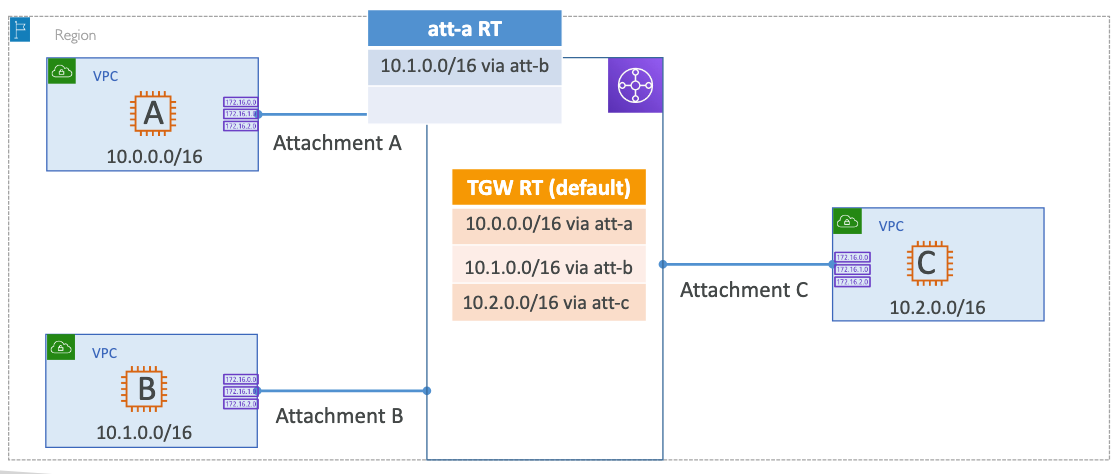 Region
att-a RT
10.1.0.0/16 via att-b
VPC
A
10.0.0.0/16
172.16.0.0
172.16.1.
172.16.2.0
Attachment A
TGW RT (default)
10.0.0.0/16 via att-a
10.1.0.0/16 via att-b
10.2.0.0/16 via att-c
VPC
C
10.2.0.0/16
172.16.0.0
172.16.1.0
172.16.2.0
Attachment C
VPC
B
10.1.0.0/16
172.16.0.0
172.16.1.
172.16.2.0
Attachment B